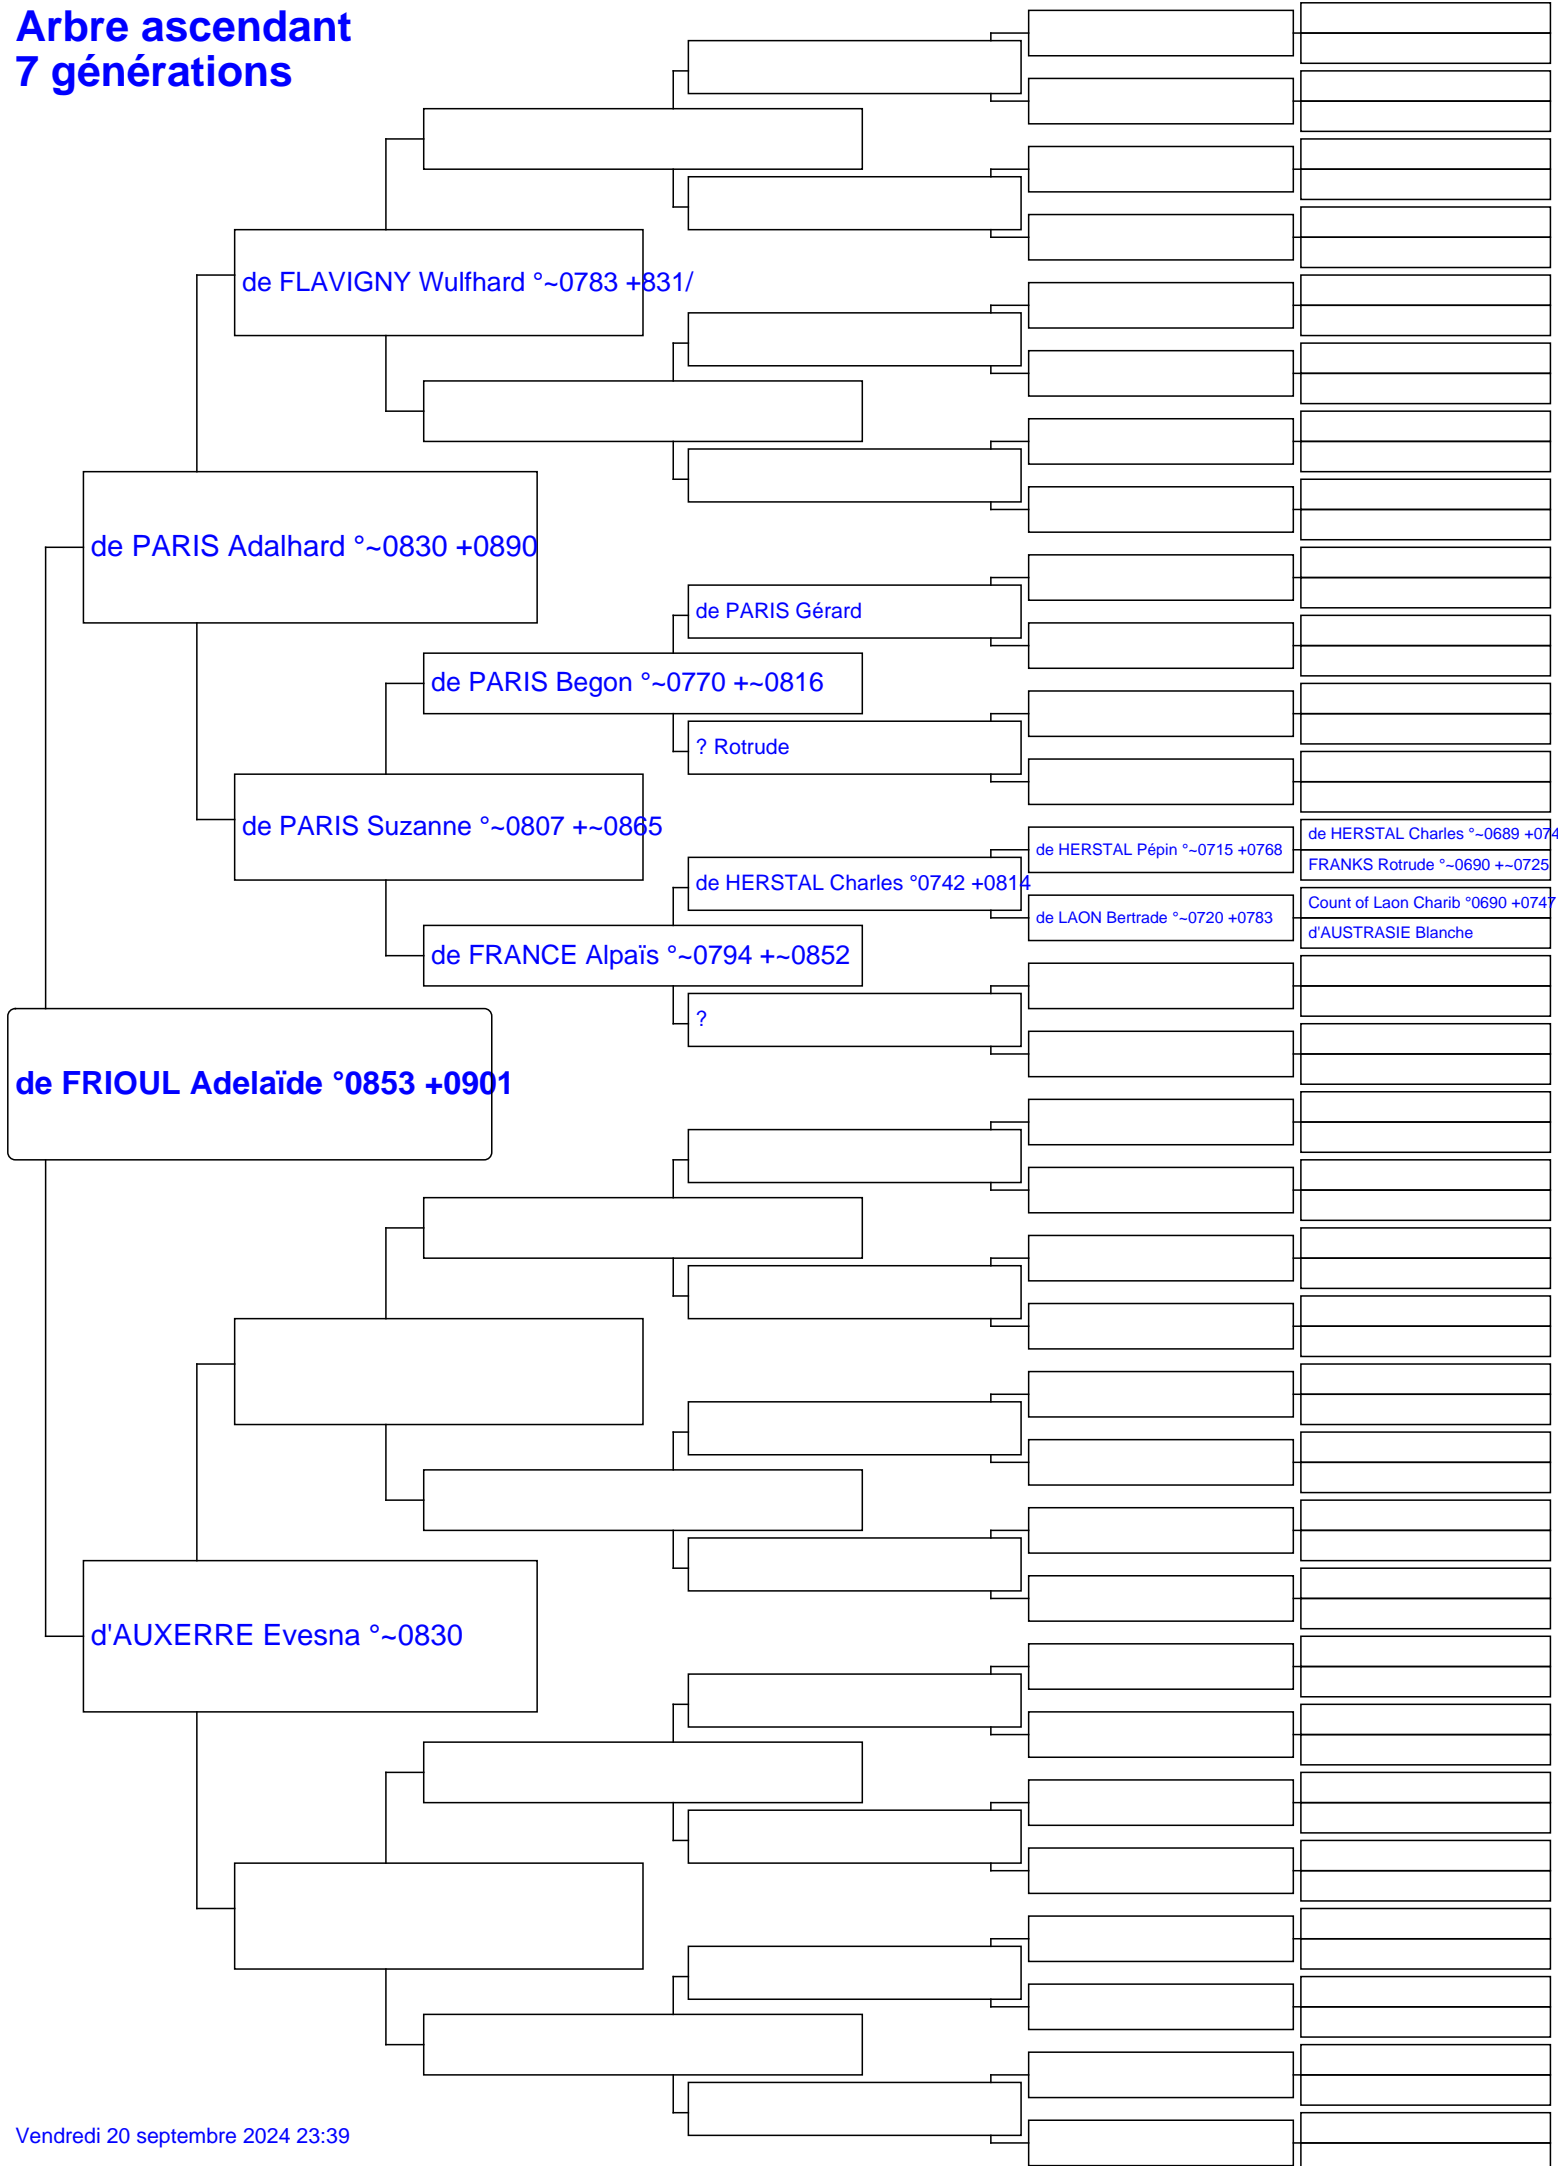 Arbre ascendant
7 générations
de FLAVIGNY Wulfhard °~0783 +831/
de PARIS Adalhard °~0830 +0890
de PARIS Gérard
de PARIS Begon °~0770 +~0816
? Rotrude
de PARIS Suzanne °~0807 +~0865
de HERSTAL Charles °~0689 +074
de HERSTAL Pépin °~0715 +0768
FRANKS Rotrude °~0690 +~0725
de HERSTAL Charles °0742 +0814
Count of Laon Charib °0690 +0747
de LAON Bertrade °~0720 +0783
d'AUSTRASIE Blanche
de FRANCE Alpaïs °~0794 +~0852
?
de FRIOUL Adelaïde °0853 +0901
d'AUXERRE Evesna °~0830
Vendredi 20 septembre 2024 23:39